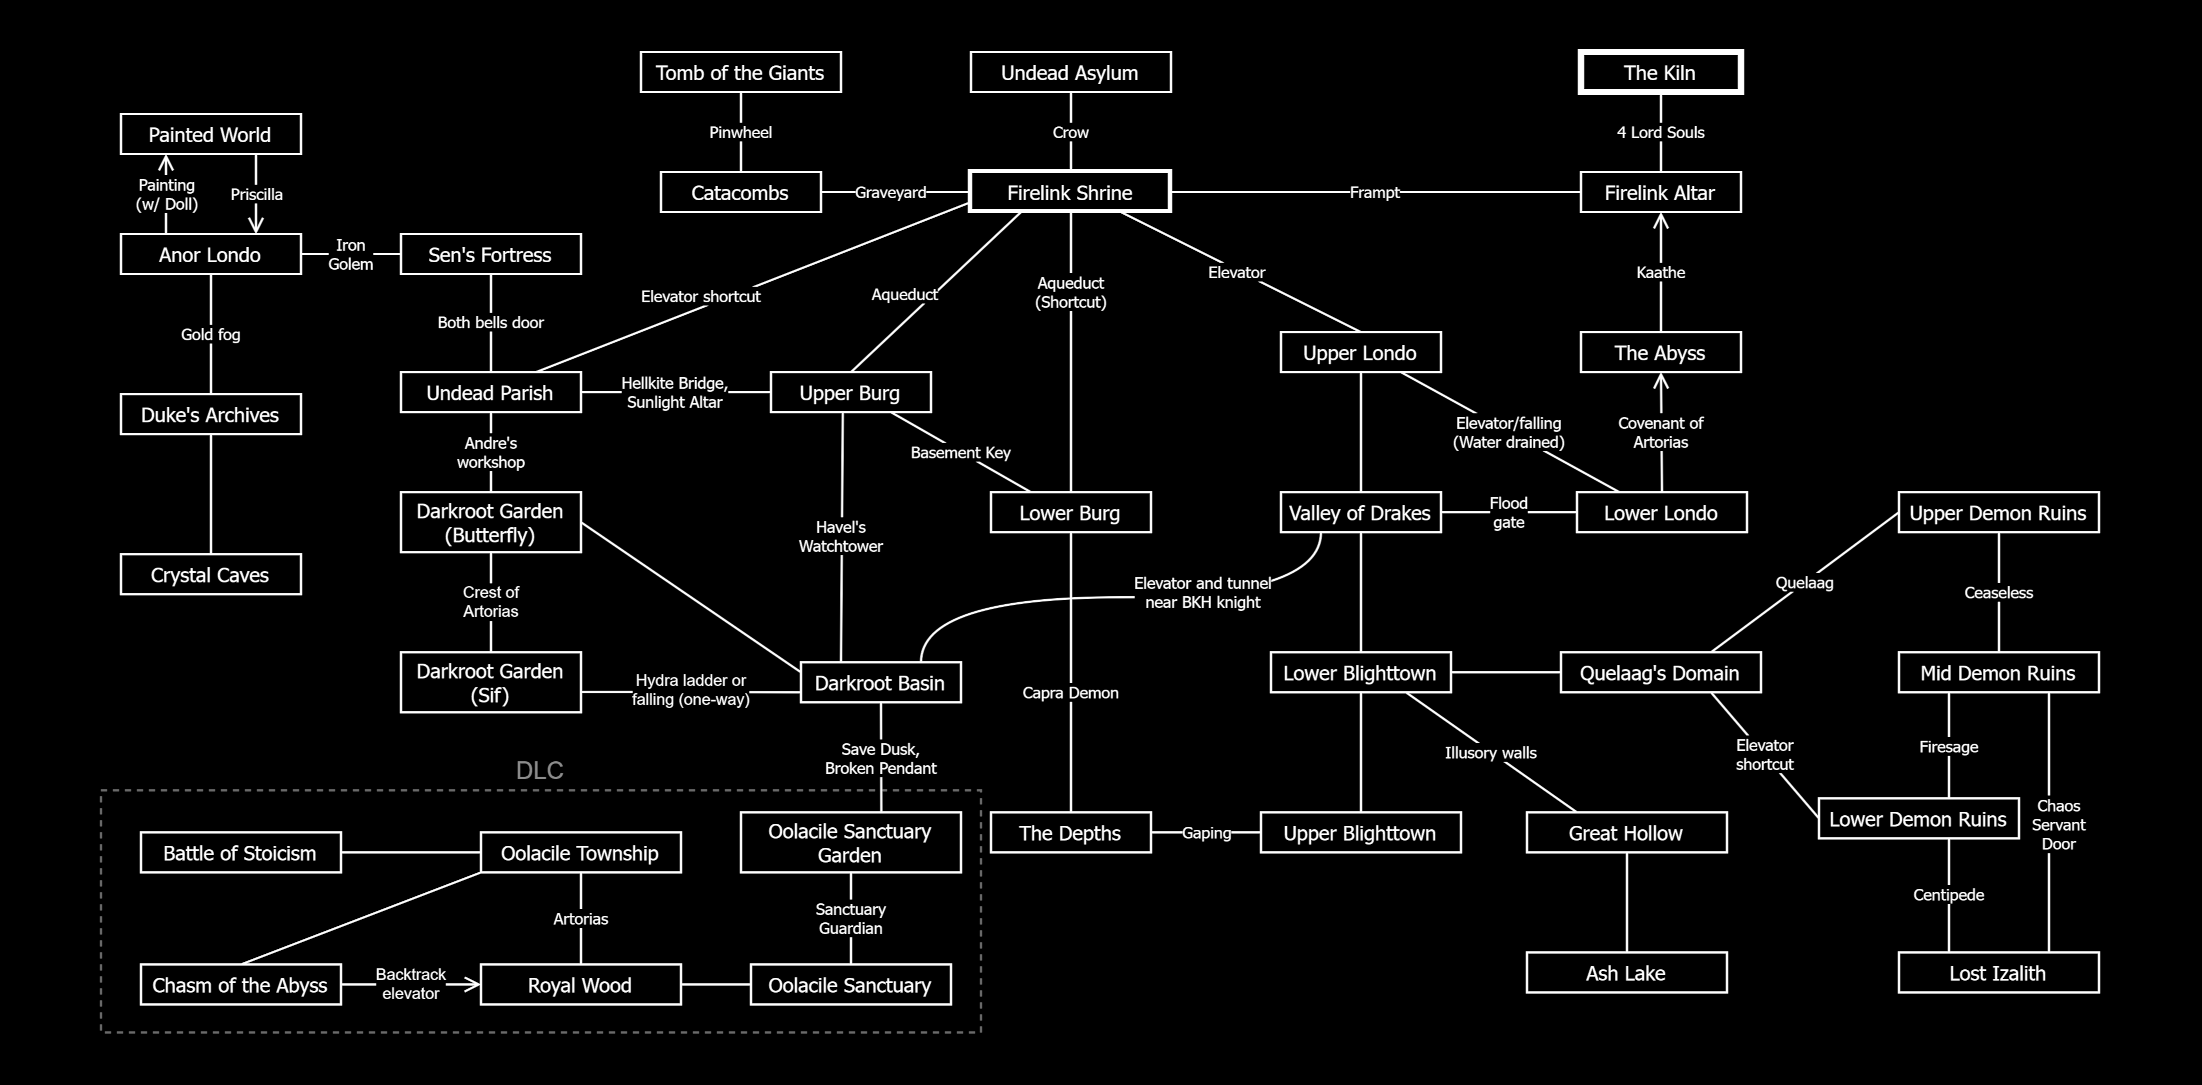 Tomb of the Giants
Undead Asylum
The Kiln
Painted World
Pinwheel
Crow
4 Lord Souls
Painting
(w/ Doll)
Priscilla
Catacombs
Graveyard
Firelink Shrine
Frampt
Firelink Altar
Anor Londo
Iron
Golem
Sen's Fortress
Elevator
Kaathe
Gold fog
Both bells door
Elevator shortcut
Aqueduct
Aqueduct
(Shortcut)
Upper Londo
The Abyss
Duke's Archives
Undead Parish
Hellkite Bridge,
Sunlight Altar
Upper Burg
Elevator/falling
(Water drained)
Covenant of
Artorias
Andre's
workshop
Basement Key
Darkroot Garden
(Butterfly)
Havel's
Watchtower
Lower Burg
Valley of Drakes
Flood
gate
Lower Londo
Upper Demon Ruins
Crystal Caves
Crest of
Artorias
Elevator and tunnel
near BKH knight
Quelaag
Ceaseless
Darkroot Garden
(Sif)
Hydra ladder or
falling (one-way)
Darkroot Basin
Capra Demon
Lower Blighttown
Quelaag's Domain
Mid Demon Ruins
Save Dusk,
Broken Pendant
Illusory walls
Elevator
shortcut
Firesage
DLC
Chaos
Servant
Door
Battle of Stoicism
Oolacile Township
Oolacile Sanctuary
Garden
The Depths
Gaping
Upper Blighttown
Great Hollow
Lower Demon Ruins
Artorias
Sanctuary
Guardian
Centipede
Chasm of the Abyss
Backtrack
elevator
Royal Wood
Oolacile Sanctuary
Ash Lake
Lost Izalith